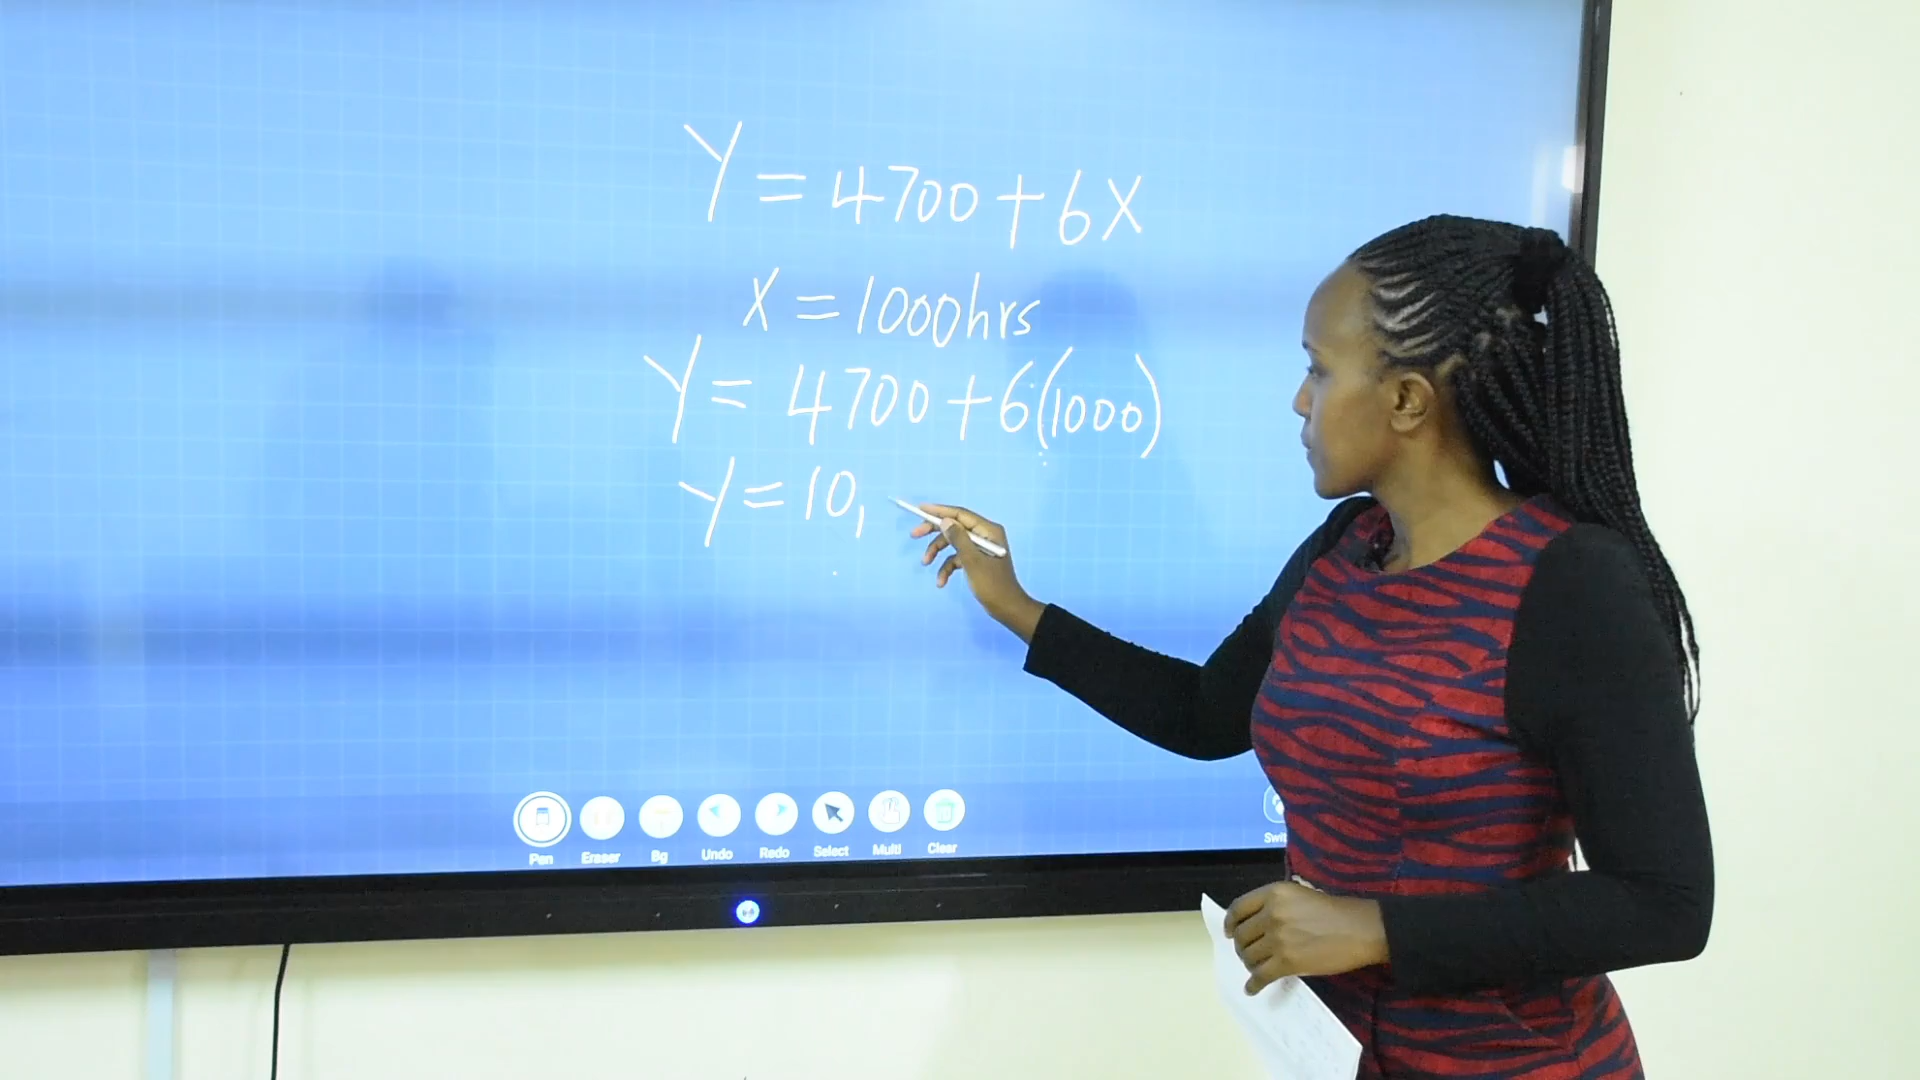 Y = 4700 + 6X
X = 1000hrs
Y = 4700 + 6(1000)
Y = 10,
Pen Eraser Bg Undo Redo Select Multi Clear